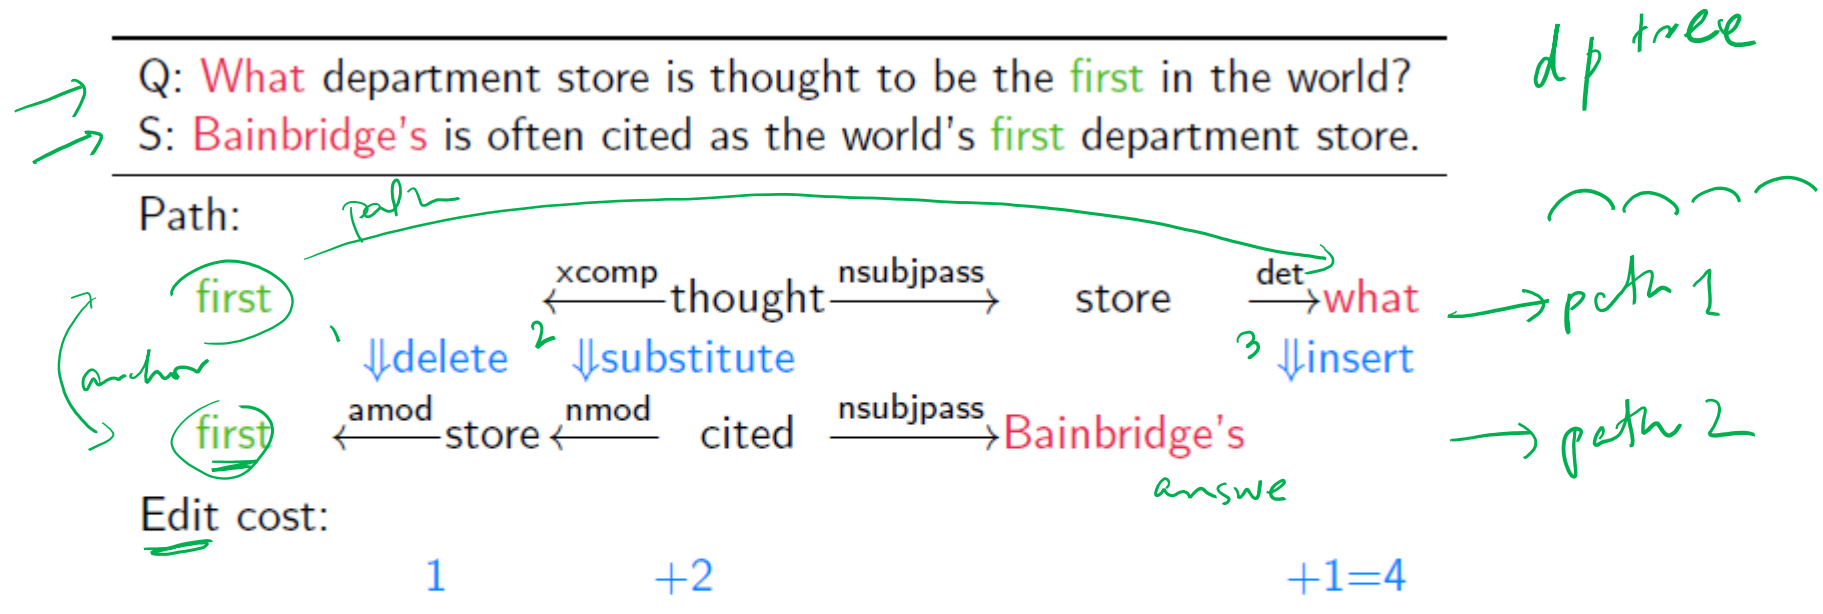 dp tree
Q: What department store is thought to be the first in the world?
S: Bainbridge's is often cited as the world's first department store.
Path:
path
first ←xcomp thought nsubjpass→ store det→ what → path 1
anchor
1 ⇓delete 2 ⇓substitute 3 ⇓insert
first ←amod store ←nmod cited nsubjpass→ Bainbridge's → path 2
answe
Edit cost:
1 +2 +1=4